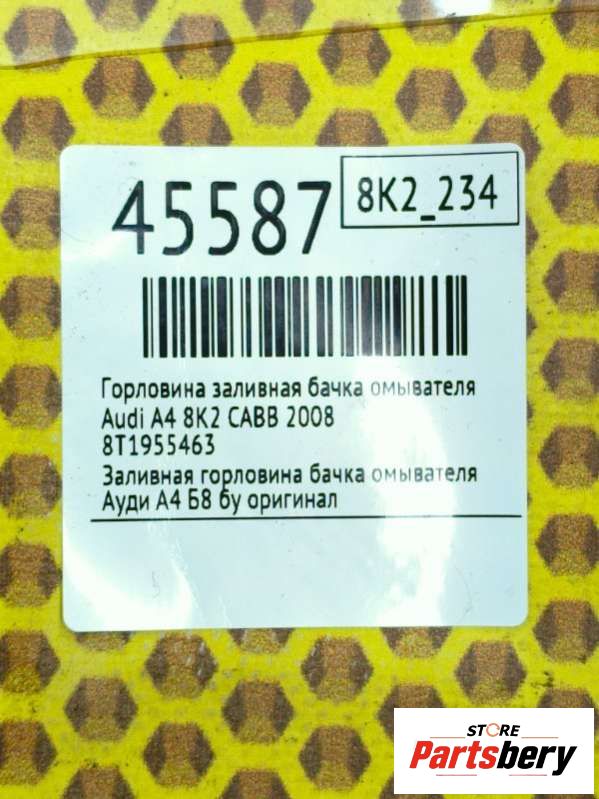 45587
8K2_234
Горловина заливная бачка омывателя
Audi A4 8K2 CABB 2008
8T1955463
Заливная горловина бачка омывателя
Ауди А4 Б8 бу оригинал
STORE
Partsbery